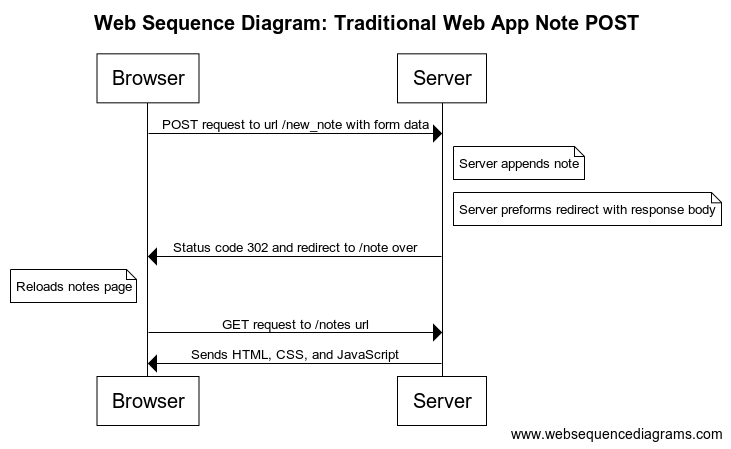 Web Sequence Diagram: Traditional Web App Note POST
Browser
Server
POST request to url /new_note with form data
Server appends note
Server preforms redirect with response body
Status code 302 and redirect to /note over
Reloads notes page
GET request to /notes url
Sends HTML, CSS, and JavaScript
Browser
Server
www.websequencediagrams.com